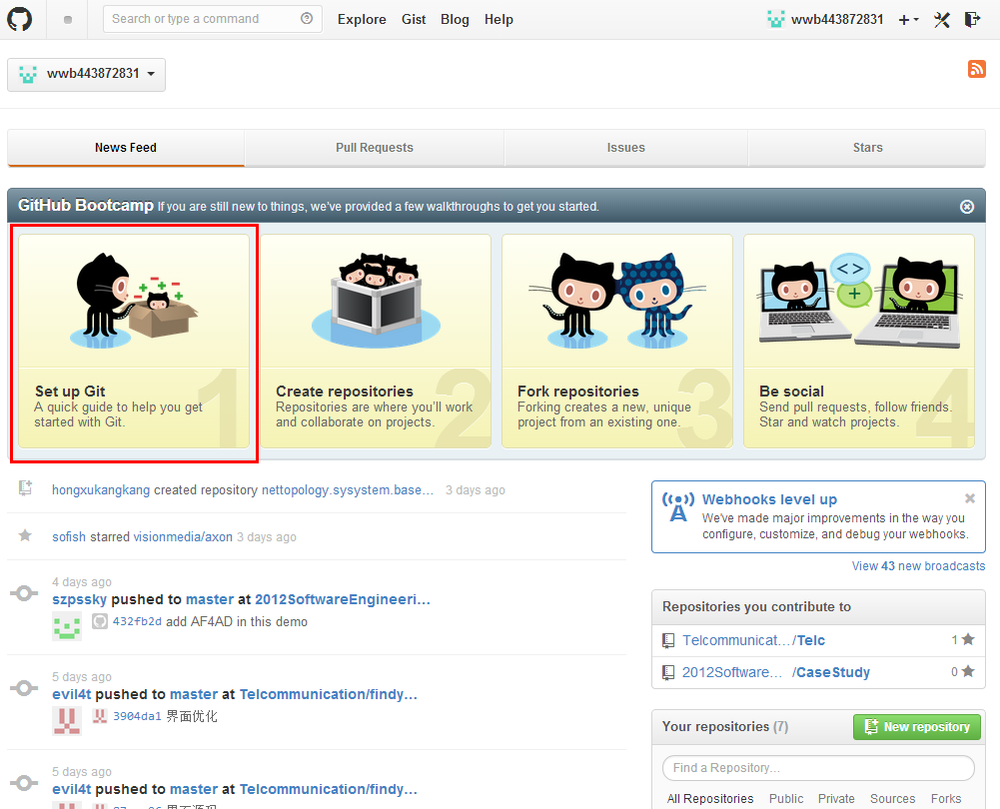 Search or type a command
Explore Gist Blog Help
wwb443872831
wwb443872831
News Feed
Pull Requests
Issues
Stars
GitHub Bootcamp If you are still new to things, we've provided a few walkthroughs to get you started.
1
Set up Git
A quick guide to help you get
started with Git.
2
Create repositories
Repositories are where you'll work
and collaborate on projects.
3
Fork repositories
Forking creates a new, unique
project from an existing one.
4
Be social
Send pull requests, follow friends.
Star and watch projects.
hongxukangkang created repository nettopology.sysystem.base… 3 days ago
sofish starred visionmedia/axon 3 days ago
4 days ago
szpssky pushed to master at 2012SoftwareEngineeri…
432fb2d add AF4AD in this demo
5 days ago
evil4t pushed to master at Telcommunication/findy…
3904da1 界面优化
5 days ago
evil4t pushed to master at Telcommunication/findy…
Webhooks level up
We've made major improvements in the way you
configure, customize, and debug your webhooks.
View 43 new broadcasts
Repositories you contribute to
Telcommunicat… /Telc 1
2012Software… /CaseStudy 0
Your repositories (7)
New repository
Find a Repository…
All Repositories Public Private Sources Forks